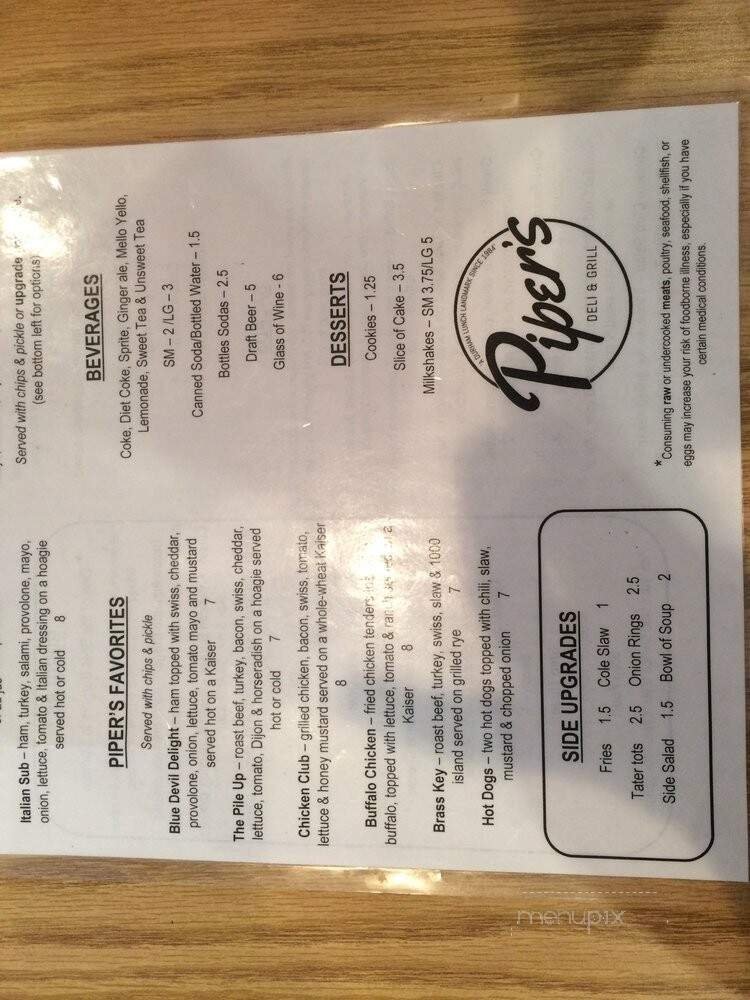 Italian Sub – ham, turkey, salami, provolone, mayo,
onion, lettuce, tomato & Italian dressing on a hoagie
served hot or cold 8
PIPER'S FAVORITES
Served with chips & pickle
Blue Devil Delight – ham topped with swiss, cheddar,
provolone, onion, lettuce, tomato mayo and mustard
served hot on a Kaiser 7
The Pile Up – roast beef, turkey, bacon, swiss, cheddar,
lettuce, tomato, Dijon & horseradish on a hoagie served
hot or cold 7
Chicken Club – grilled chicken, bacon, swiss, tomato,
lettuce & honey mustard served on a whole-wheat Kaiser
8
Buffalo Chicken – fried chicken tenders
buffalo, topped with lettuce, tomato &
Kaiser 8
Brass Key – roast beef, turkey, swiss, slaw & 1000
island served on grilled rye 7
Hot Dogs – two hot dogs topped with chili, slaw,
mustard & chopped onion 7
SIDE UPGRADES
Fries 1.5 Cole Slaw 1
Tater tots 2.5 Onion Rings 2.5
Side Salad 1.5 Bowl of Soup 2
Served with chips & pickle or upgrade
(see bottom left for options)
BEVERAGES
Coke, Diet Coke, Sprite, Ginger ale, Mello Yello,
Lemonade, Sweet Tea & Unsweet Tea
SM – 2 /LG – 3
Canned Soda/Bottled Water – 1.5
Bottles Sodas – 2.5
Draft Beer – 5
Glass of Wine - 6
DESSERTS
Cookies – 1.25
Slice of Cake – 3.5
Milkshakes – SM 3.75/LG 5
A DURHAM LUNCH LANDMARK SINCE 1984
Piper's
DELI & GRILL
*Consuming raw or undercooked meats, poultry, seafood, shellfish, or
eggs may increase your risk of foodborne illness, especially if you have
certain medical conditions.
menupix